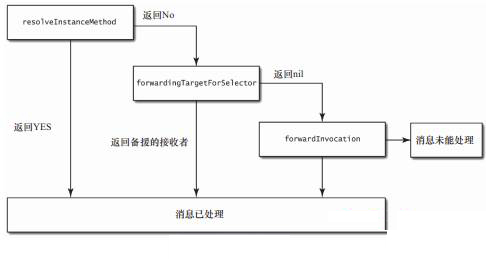 resolveInstanceMethod
返回No
forwardingTargetForSelector
返回nil
返回YES
返回备援的接收者
forwardInvocation
消息未能处理
消息已处理